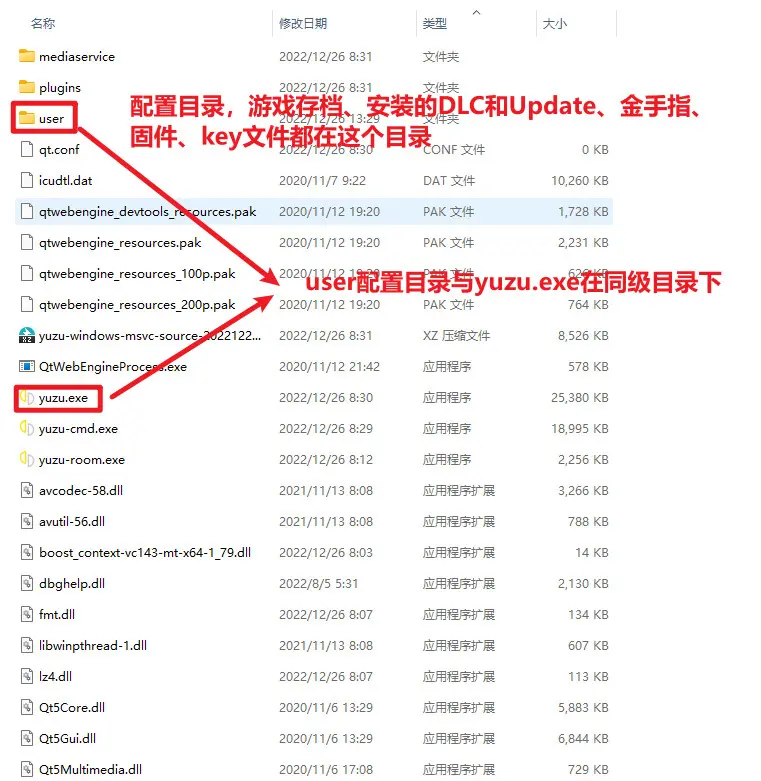 名称 修改日期 类型 大小
mediaservice 2022/12/26 8:31 文件夹
plugins 2022/12/26 8:31 文件夹
配置目录，游戏存档、安装的DLC和Update、金手指、
user 2022/12/26 13:29 文件夹
固件、key文件都在这个目录
qt.conf 2022/12/26 8:30 CONF 文件 0 KB
icudtl.dat 2020/11/7 9:22 DAT 文件 10,260 KB
qtwebengine_devtools_resources.pak 2020/11/12 19:20 PAK 文件 1,728 KB
qtwebengine_resources.pak 2020/11/12 19:20 PAK 文件 2,231 KB
qtwebengine_resources_100p.pak 2020/11/12 19:20 PAK 文件 KB
user配置目录与yuzu.exe在同级目录下
qtwebengine_resources_200p.pak 2020/11/12 19:20 PAK 文件 764 KB
yuzu-windows-msvc-source-2022122... 2022/12/26 8:31 XZ 压缩文件 8,526 KB
QtWebEngineProcess.exe 2020/11/12 21:42 应用程序 578 KB
yuzu.exe 2022/12/26 8:30 应用程序 25,380 KB
yuzu-cmd.exe 2022/12/26 8:29 应用程序 18,995 KB
yuzu-room.exe 2022/12/26 8:12 应用程序 2,256 KB
avcodec-58.dll 2021/11/13 8:08 应用程序扩展 3,266 KB
avutil-56.dll 2021/11/13 8:08 应用程序扩展 788 KB
boost_context-vc143-mt-x64-1_79.dll 2022/12/26 8:03 应用程序扩展 14 KB
dbghelp.dll 2022/8/5 5:31 应用程序扩展 2,130 KB
fmt.dll 2022/12/26 8:07 应用程序扩展 134 KB
libwinpthread-1.dll 2021/11/13 8:08 应用程序扩展 607 KB
lz4.dll 2022/12/26 8:07 应用程序扩展 113 KB
Qt5Core.dll 2020/11/6 13:29 应用程序扩展 5,883 KB
Qt5Gui.dll 2020/11/6 13:29 应用程序扩展 6,844 KB
Qt5Multimedia.dll 2020/11/6 17:08 应用程序扩展 729 KB